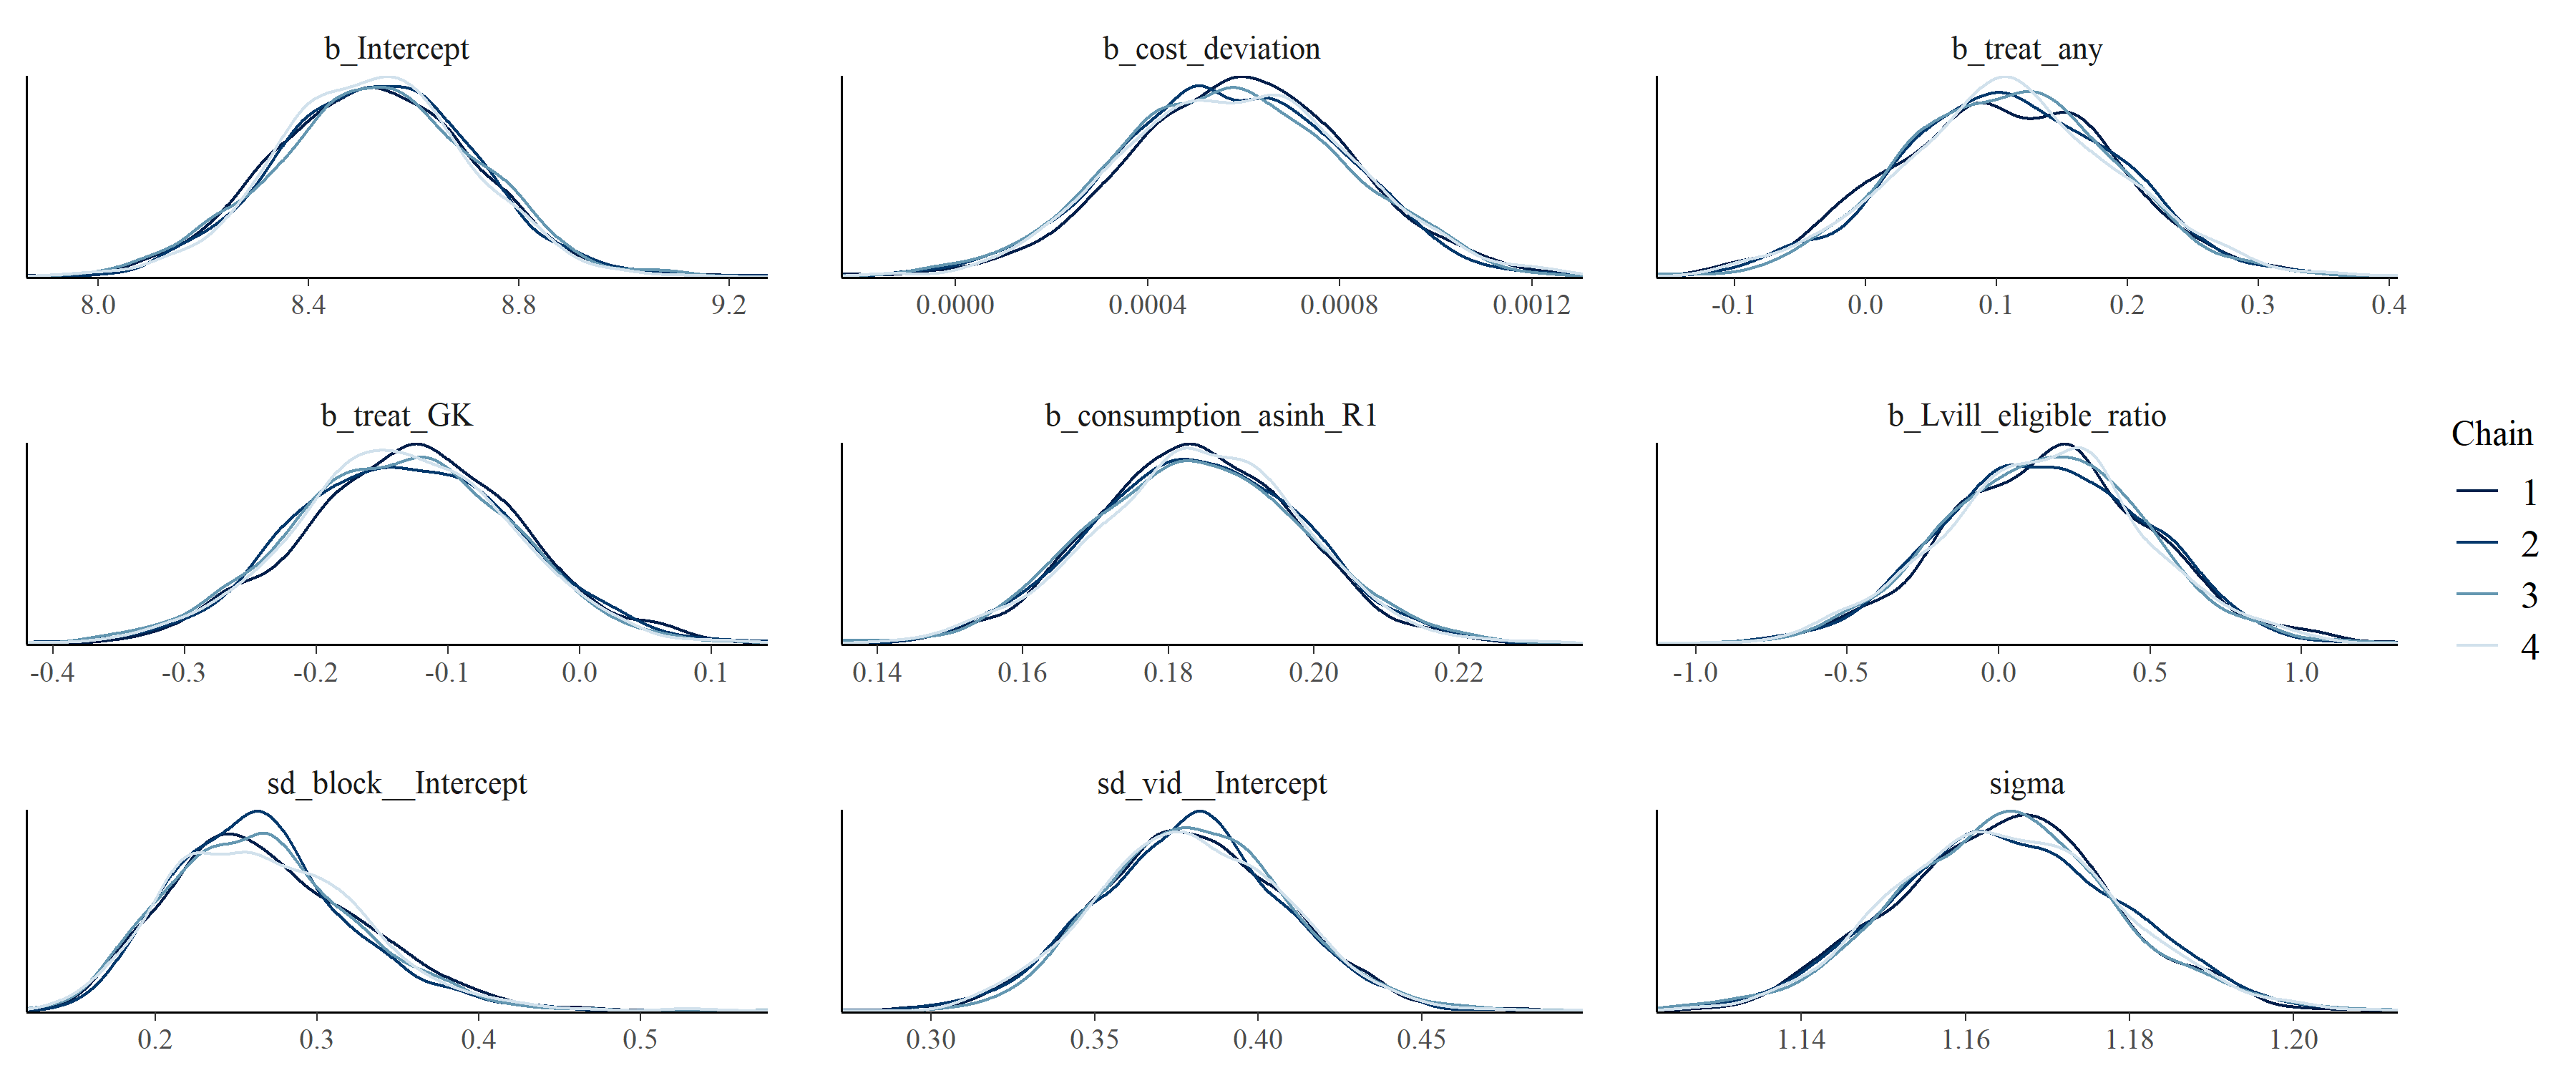 b_Intercept
b_cost_deviation
b_treat_any
8.0 8.4 8.8 9.2
0.0000 0.0004 0.0008 0.0012
-0.1 0.0 0.1 0.2 0.3 0.4
b_treat_GK
b_consumption_asinh_R1
b_Lvill_eligible_ratio
-0.4 -0.3 -0.2 -0.1 0.0 0.1
0.14 0.16 0.18 0.20 0.22
-1.0 -0.5 0.0 0.5 1.0
sd_block__Intercept
sd_vid__Intercept
sigma
0.2 0.3 0.4 0.5
0.30 0.35 0.40 0.45
1.14 1.16 1.18 1.20
Chain
1
2
3
4